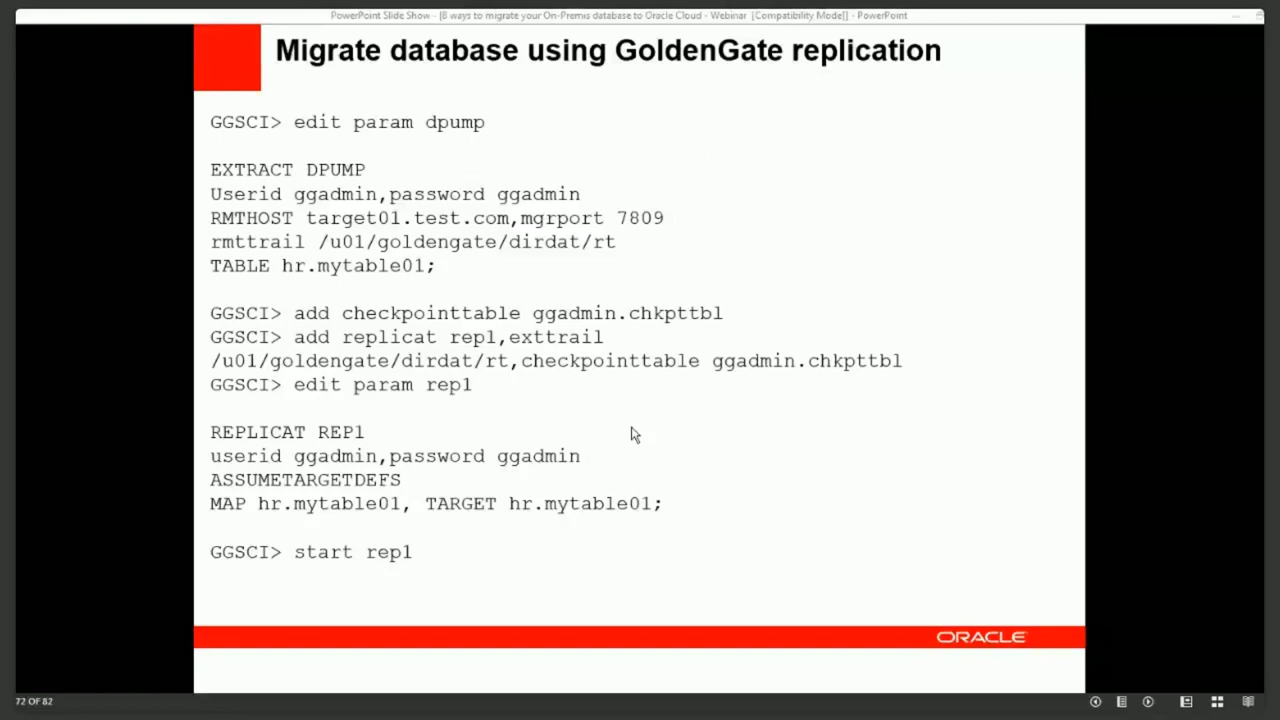 PowerPoint Slide Show - [8 ways to migrate your On-Premis database to Oracle Cloud - Webinar [Compatibility Mode]] - PowerPoint
Migrate database using GoldenGate replication
GGSCI> edit param dpump
EXTRACT DPUMP
Userid ggadmin,password ggadmin
RMTHOST target01.test.com,mgrport 7809
rmttrail /u01/goldengate/dirdat/rt
TABLE hr.mytable01;
GGSCI> add checkpointtable ggadmin.chkpttbl
GGSCI> add replicat rep1,exttrail
/u01/goldengate/dirdat/rt,checkpointtable ggadmin.chkpttbl
GGSCI> edit param rep1
REPLICAT REP1
userid ggadmin,password ggadmin
ASSUMETARGETDEFS
MAP hr.mytable01, TARGET hr.mytable01;
GGSCI> start rep1
ORACLE
72 OF 82